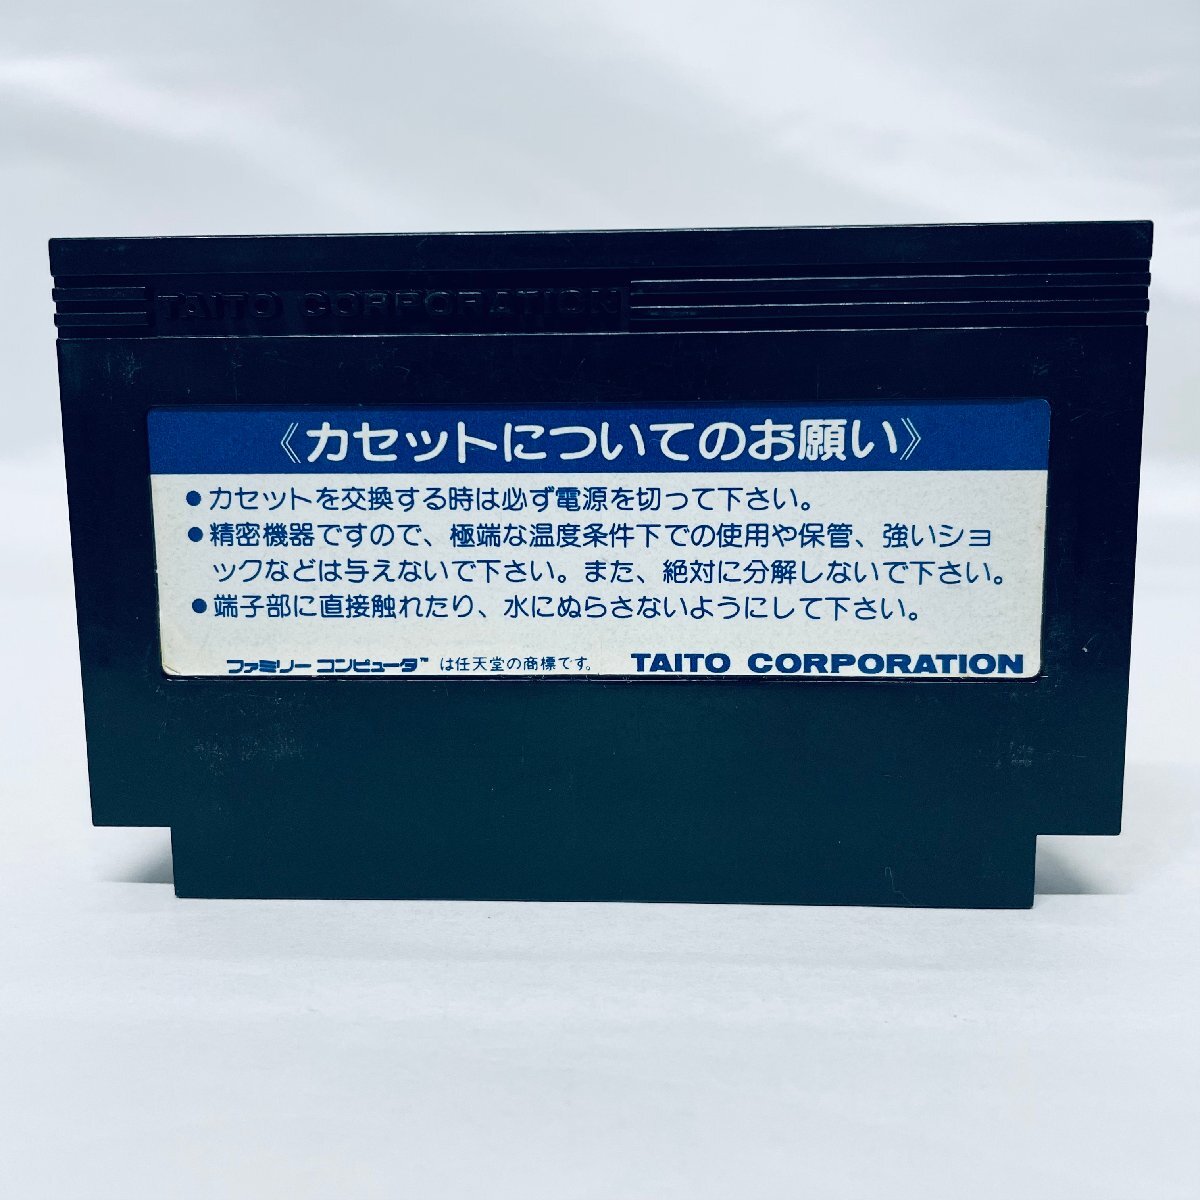 TAITO CORPORATION
《カセットについてのお願い》
●カセットを交換する時は必ず電源を切って下さい。
●精密機器ですので、極端な温度条件下での使用や保管、強いショ
ックなどは与えないで下さい。また、絶対に分解しないで下さい。
●端子部に直接触れたり、水にぬらさないようにして下さい。
ファミリーコンピュータ™ は任天堂の商標です。 TAITO CORPORATION